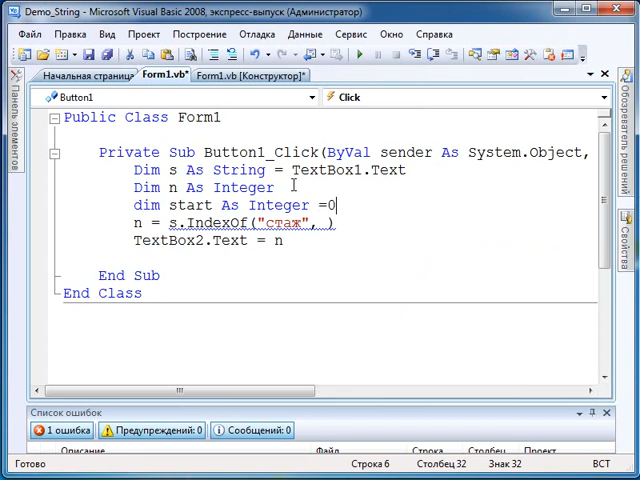 Demo_String - Microsoft Visual Basic 2008, экспресс-выпуск (Администратор)
Файл Правка Вид Проект Построение Отладка Данные Сервис Окно Справка
Начальная страница Form1.vb* Form1.vb [Конструктор]*
Button1 Click
Public Class Form1
Private Sub Button1_Click(ByVal sender As System.Object,
Dim s As String = TextBox1.Text
Dim n As Integer
dim start As Integer =0
n = s.IndexOf("стаж", )
TextBox2.Text = n
End Sub
End Class
Панель элементов
Обозреватель решений
Свойства
Список ошибок
1 ошибка Предупреждений: 0 Сообщений: 0
Описание Файл Строка Столбец Проект
Готово Строка 6 Столбец 32 Знак 32 ВСТ